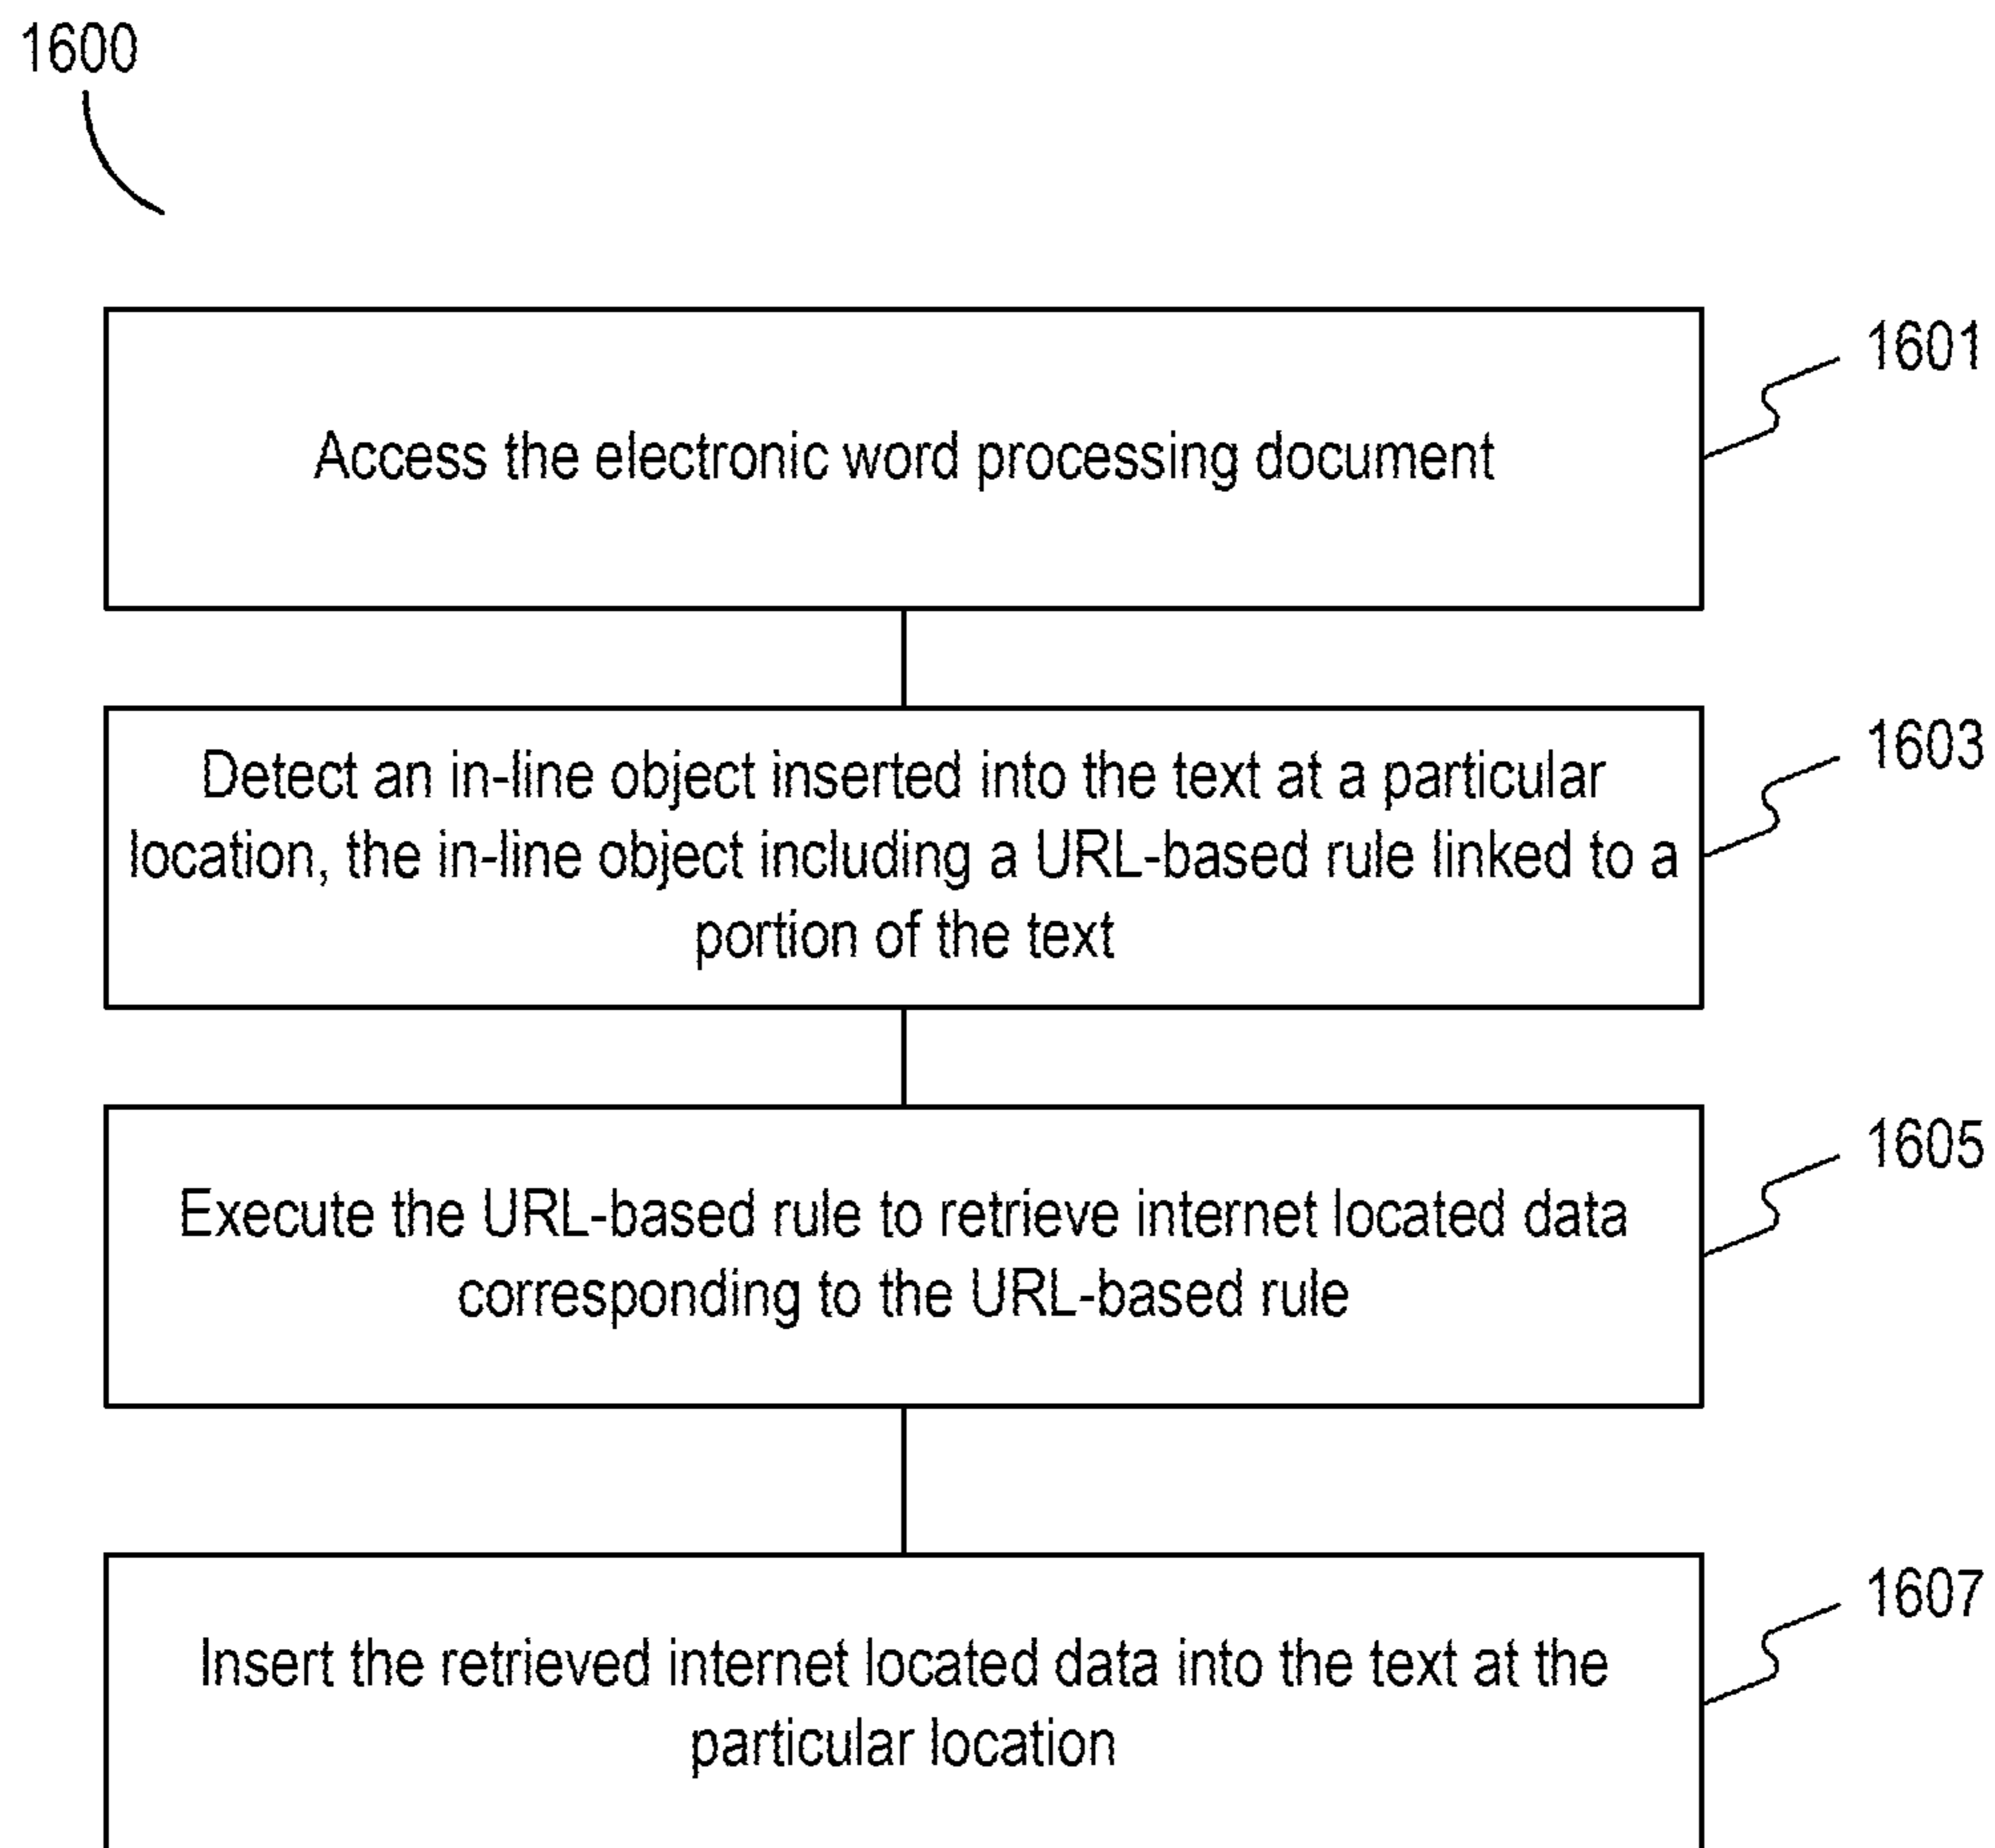 1600
1601
Access the electronic word processing document
1603
Detect an in-line object inserted into the text at a particular
location, the in-line object including a URL-based rule linked to a
portion of the text
1605
Execute the URL-based rule to retrieve internet located data
corresponding to the URL-based rule
1607
Insert the retrieved internet located data into the text at the
particular location